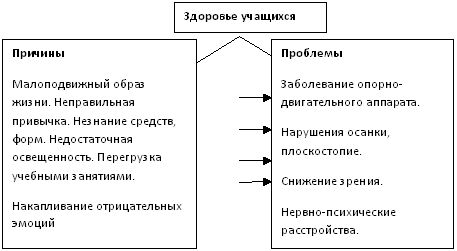 Здоровье учащихся
Причины
Малоподвижный образ
жизни. Неправильная
привычка. Незнание средств,
форм. Недостаточная
освещенность. Перегрузка
учебными занятиями.
Накапливание отрицательных
эмоций
Проблемы
Заболевание опорно-
двигательного аппарата.
Нарушения осанки,
плоскостопие.
Снижение зрения.
Нервно-психические
расстройства.